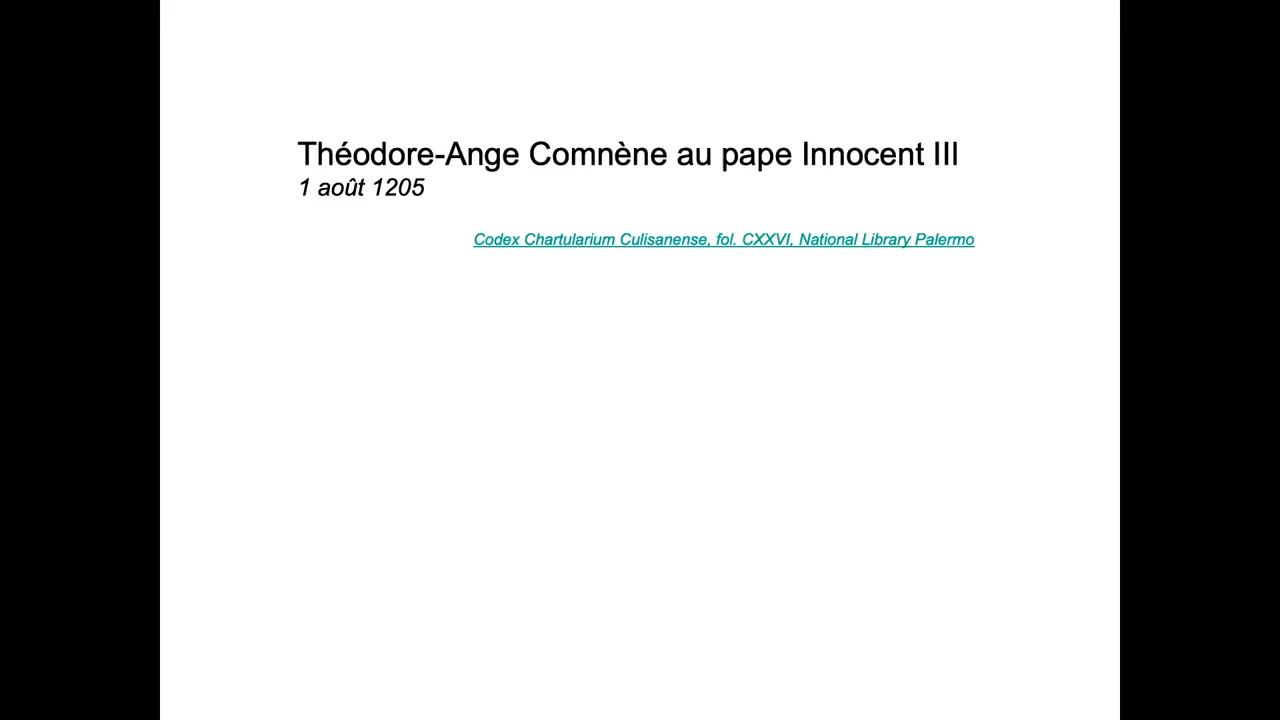 Théodore-Ange Comnène au pape Innocent III
1 août 1205
Codex Chartularium Culisanense, fol. CXXVI, National Library Palermo